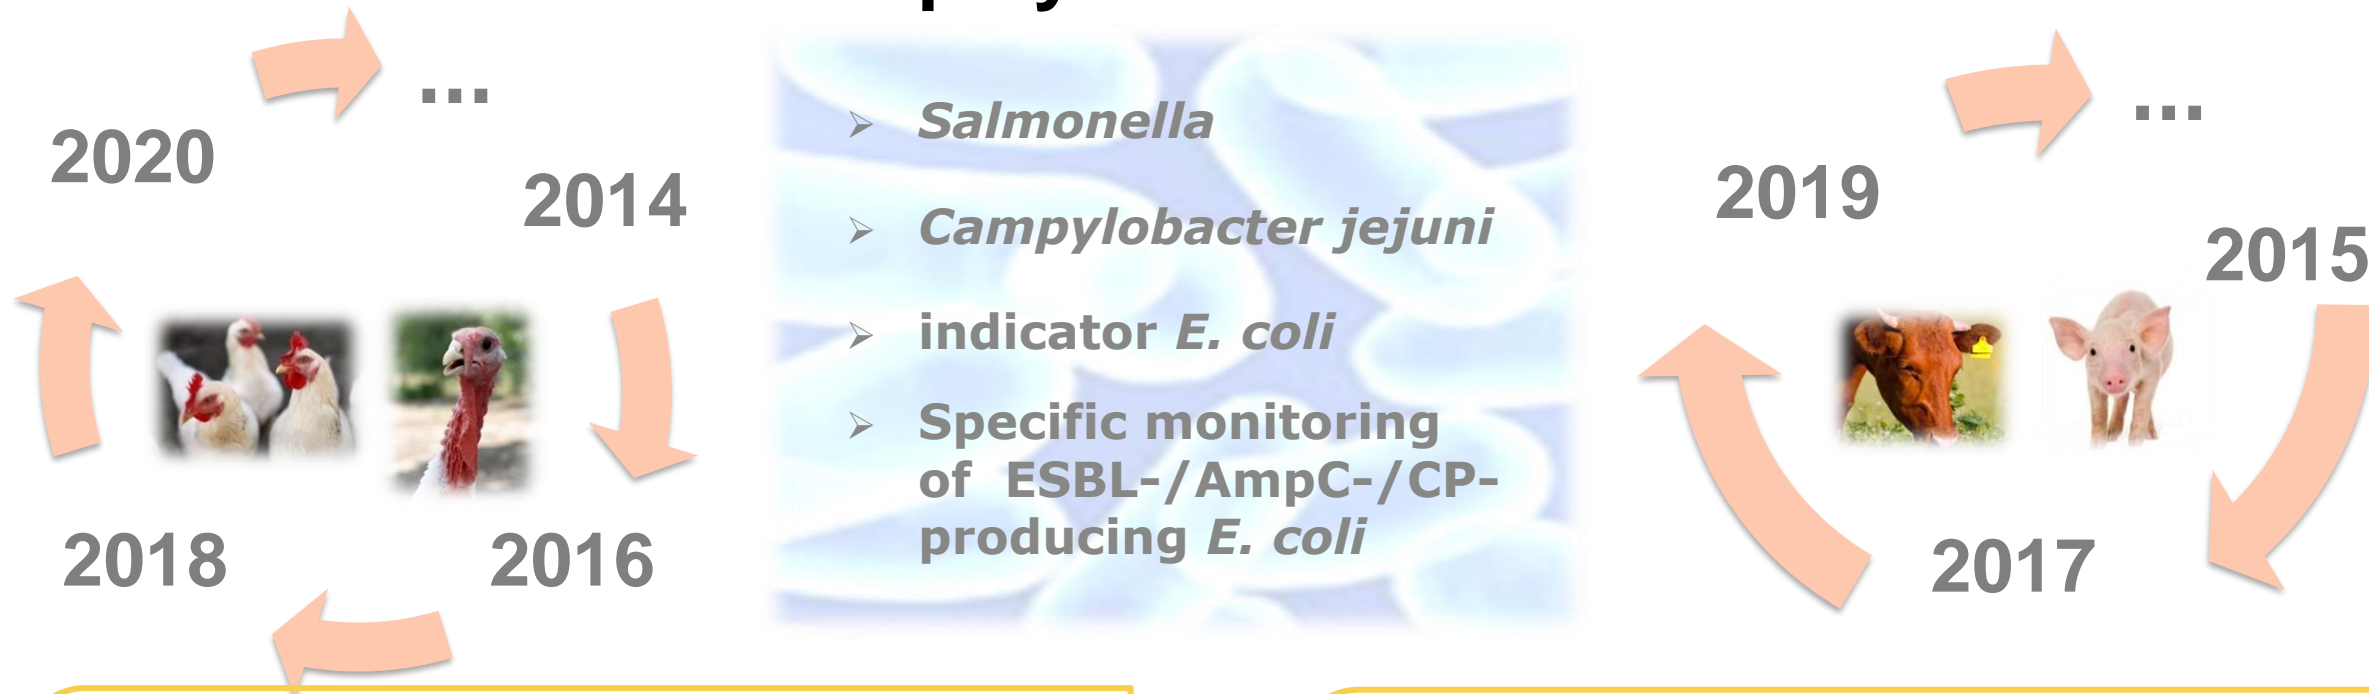 ...
2020
2014
2018
2016
➢ Salmonella
➢ Campylobacter jejuni
➢ indicator E. coli
➢ Specific monitoring
of ESBL-/AmpC-/CP-
producing E. coli
...
2019
2015
2017